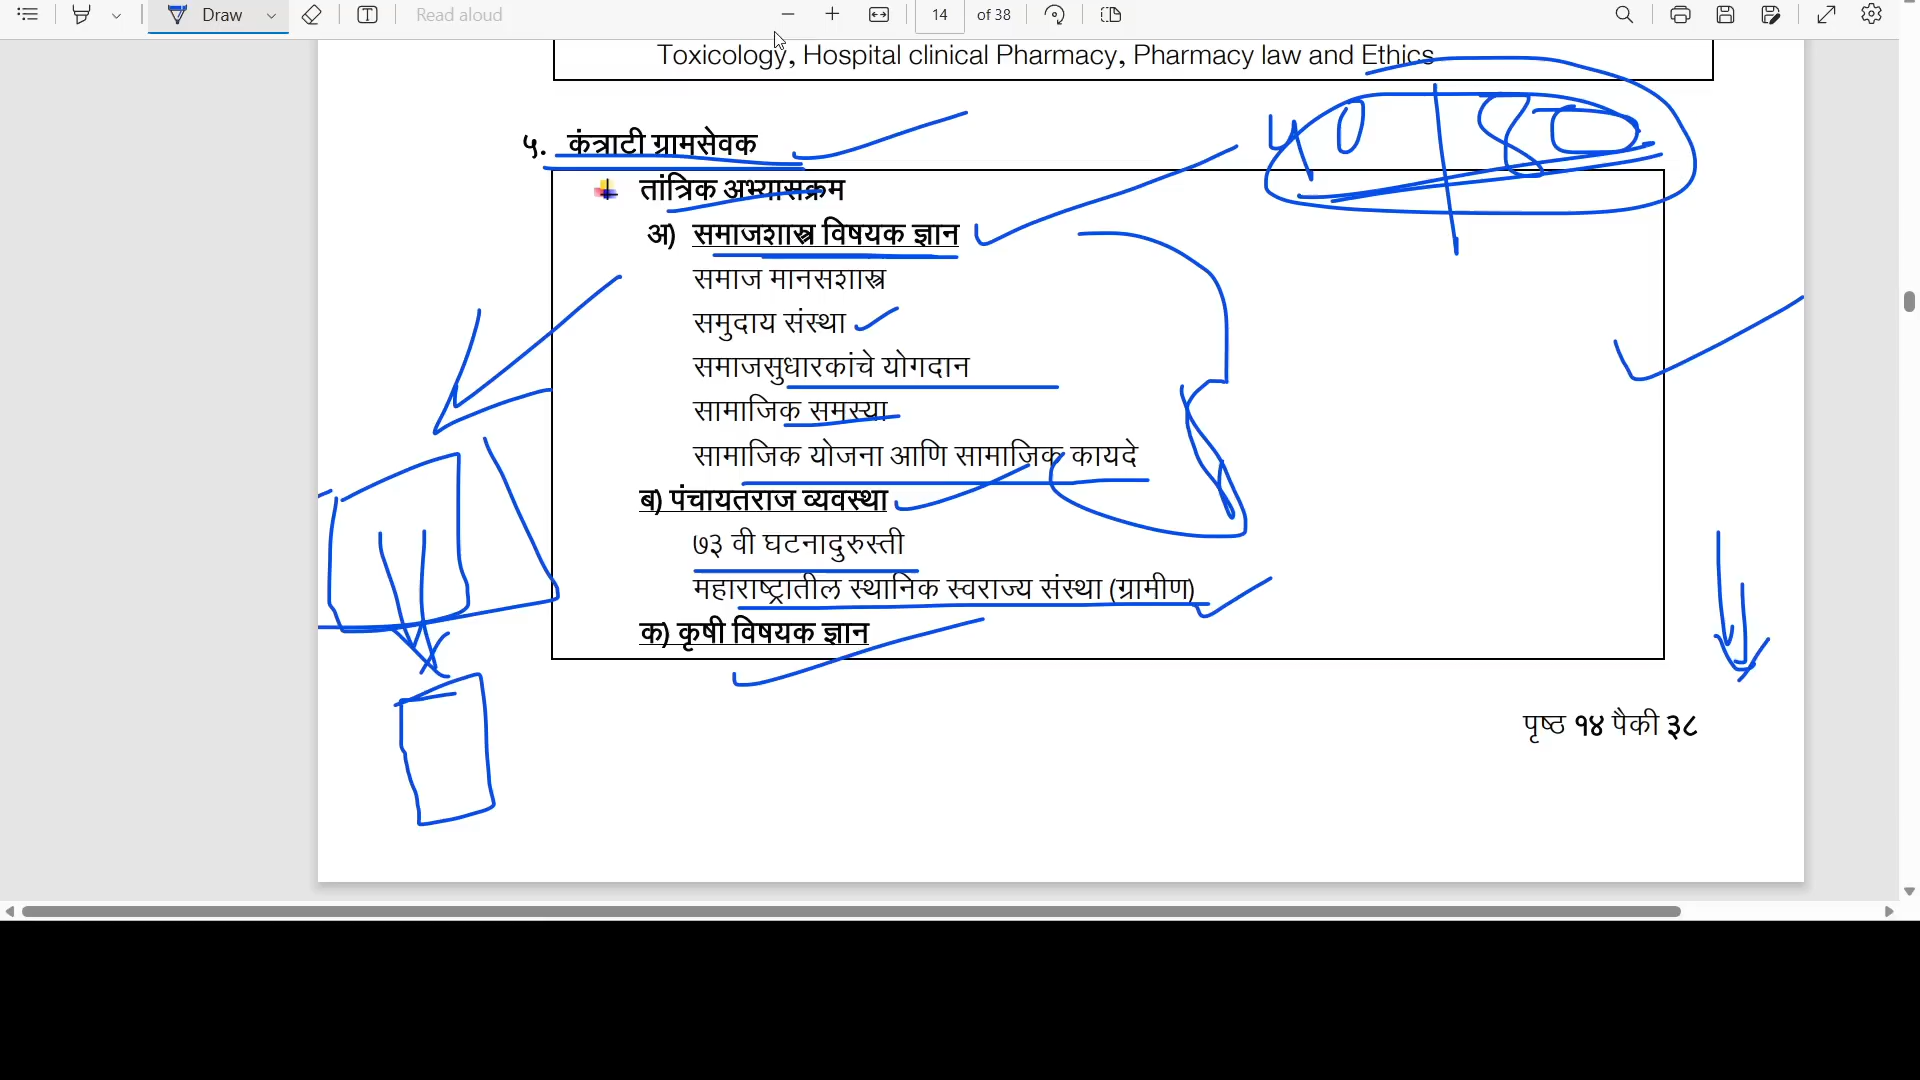 Draw
Read aloud
14 of 38
Toxicology, Hospital clinical Pharmacy, Pharmacy law and Ethics
५. कंत्राटी ग्रामसेवक
तांत्रिक अभ्यासक्रम
अ) समाजशास्त्र विषयक ज्ञान
समाज मानसशास्त्र
समुदाय संस्था
समाजसुधारकांचे योगदान
सामाजिक समस्या
सामाजिक योजना आणि सामाजिक कायदे
ब) पंचायतराज व्यवस्था
७३ वी घटनादुरुस्ती
महाराष्ट्रातील स्थानिक स्वराज्य संस्था (ग्रामीण)
क) कृषी विषयक ज्ञान
पृष्ठ १४ पैकी ३८